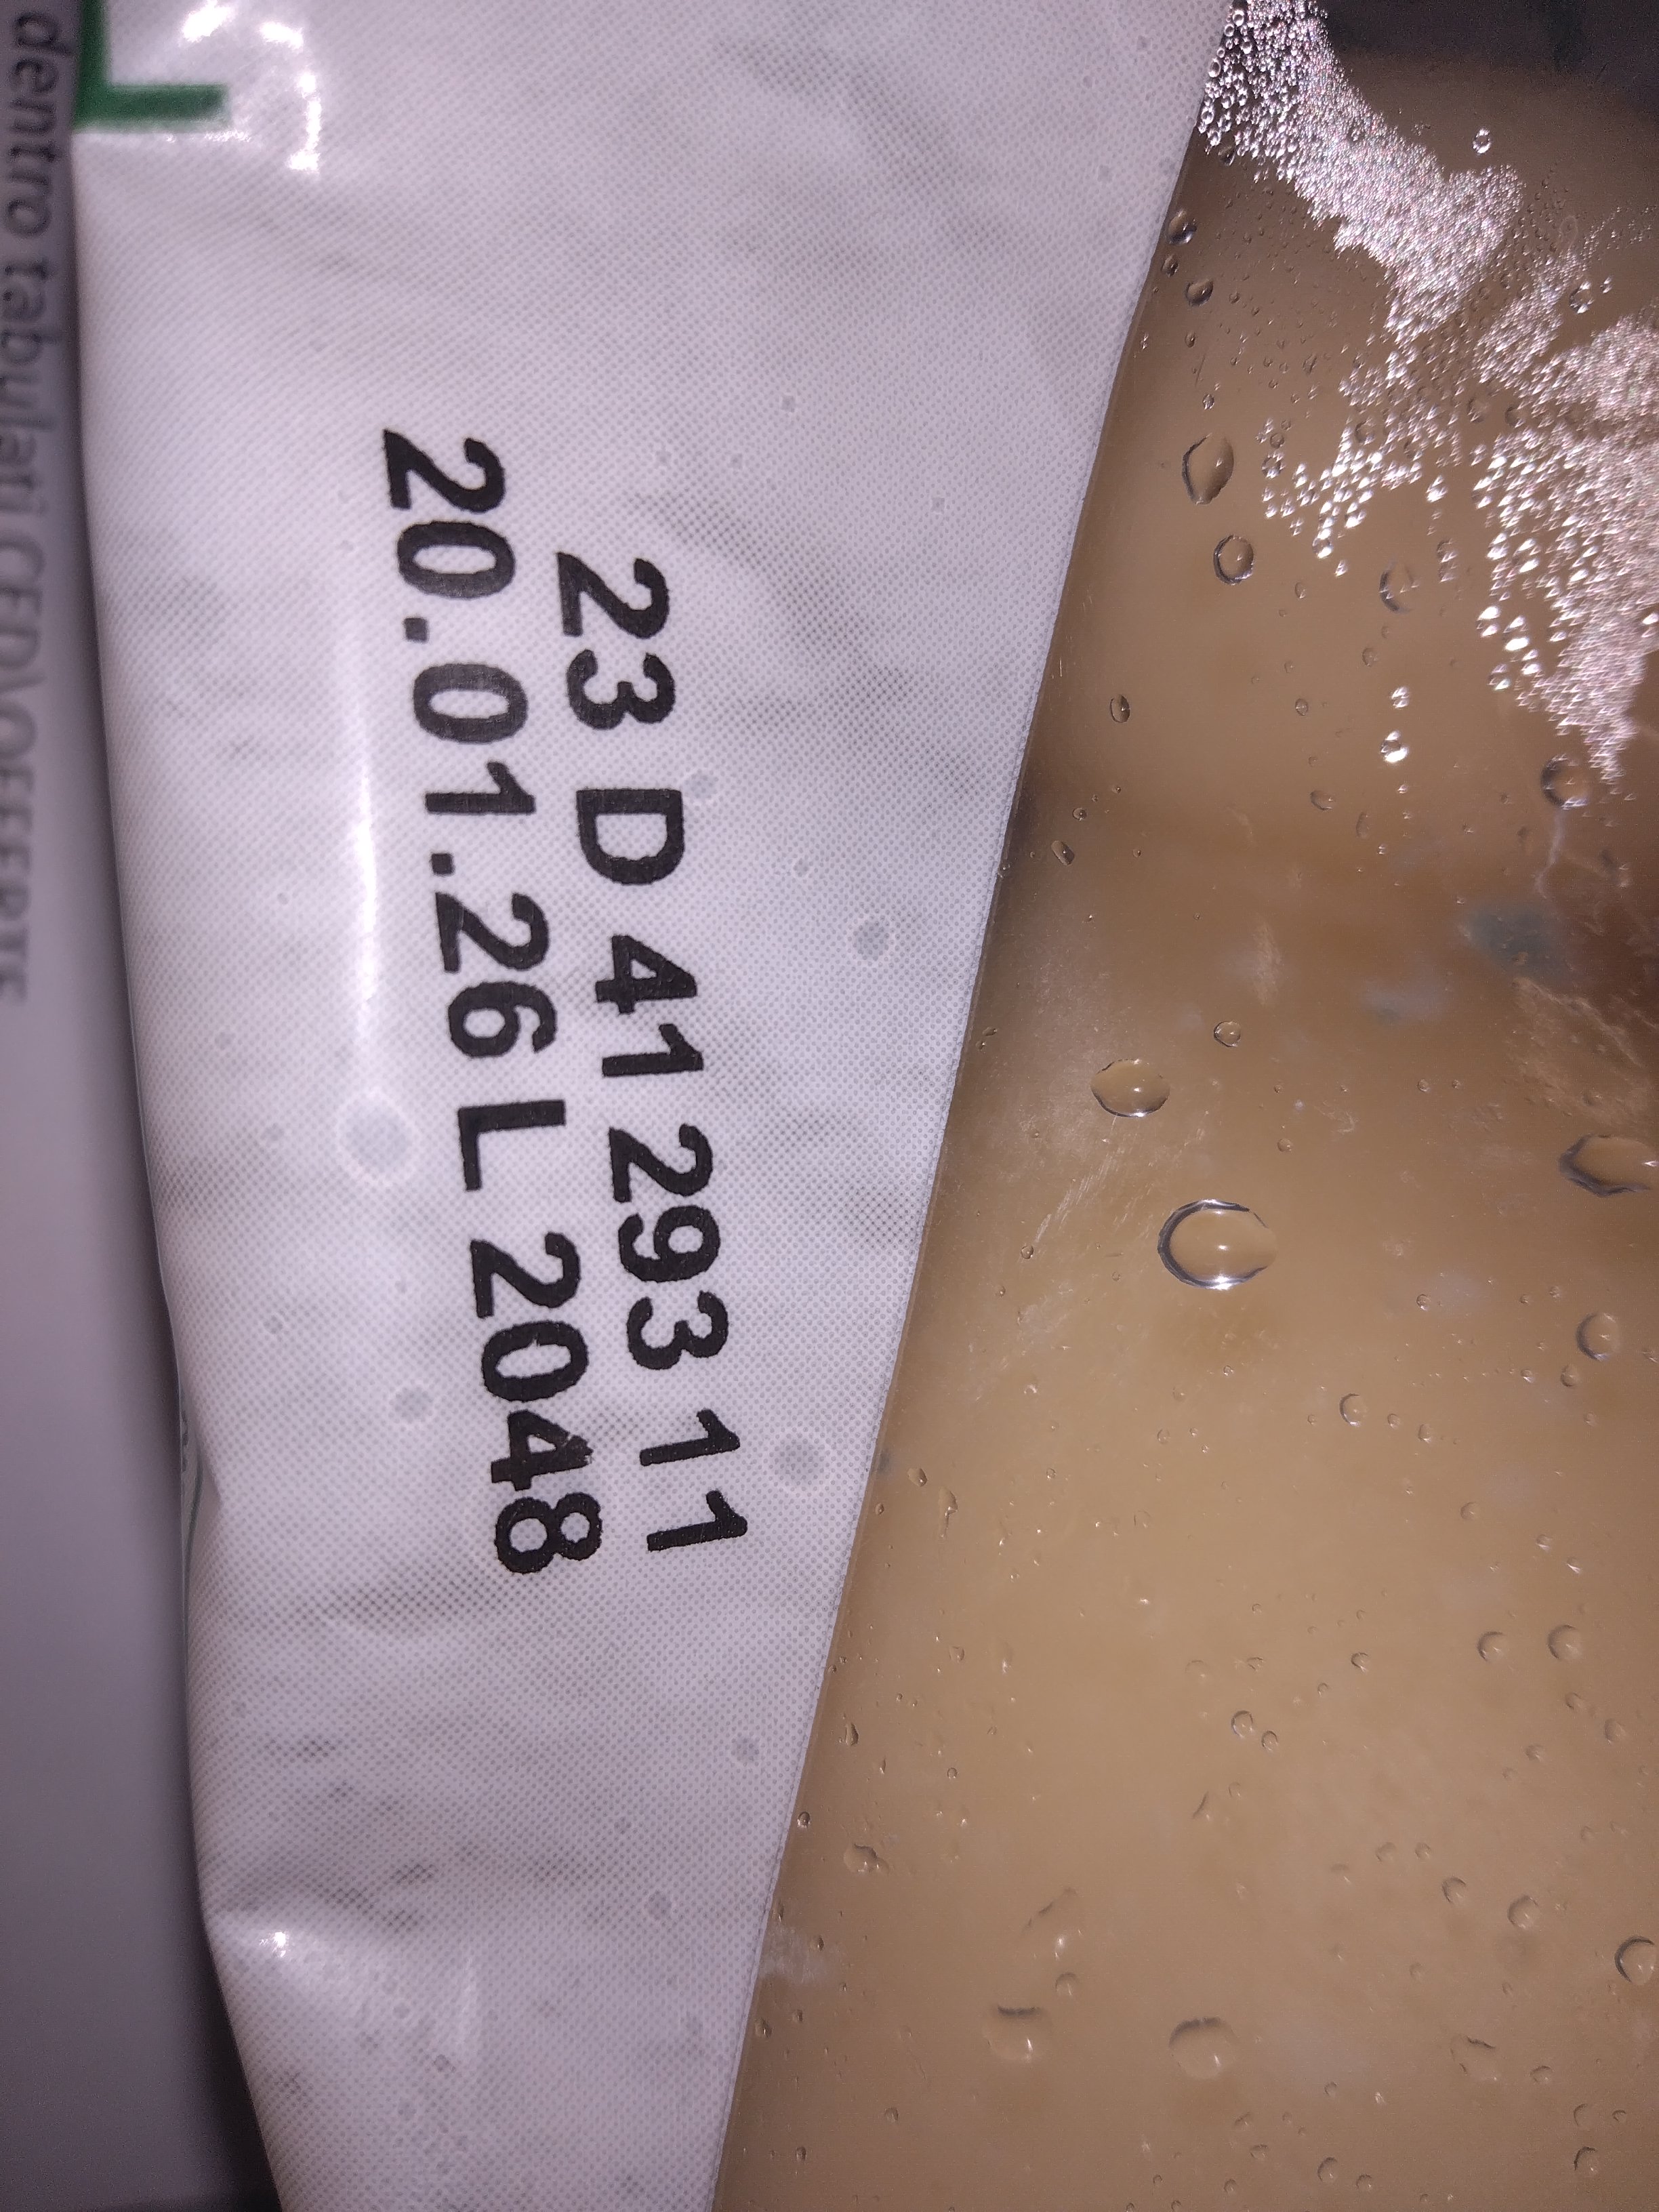 dentro tabulati CED\OFFERTE
23 D 41 293 11
20.01.26 L 2048